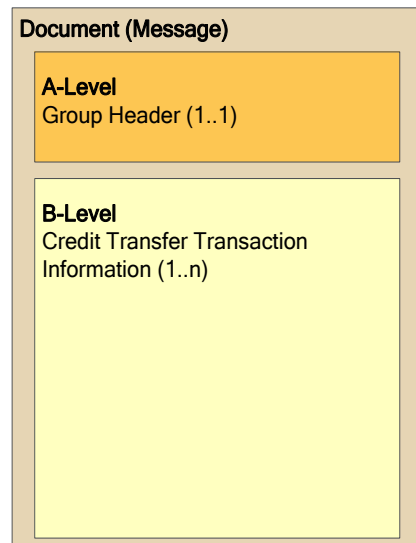 Document (Message)
A-Level
Group Header (1..1)
B-Level
Credit Transfer Transaction
Information (1..n)